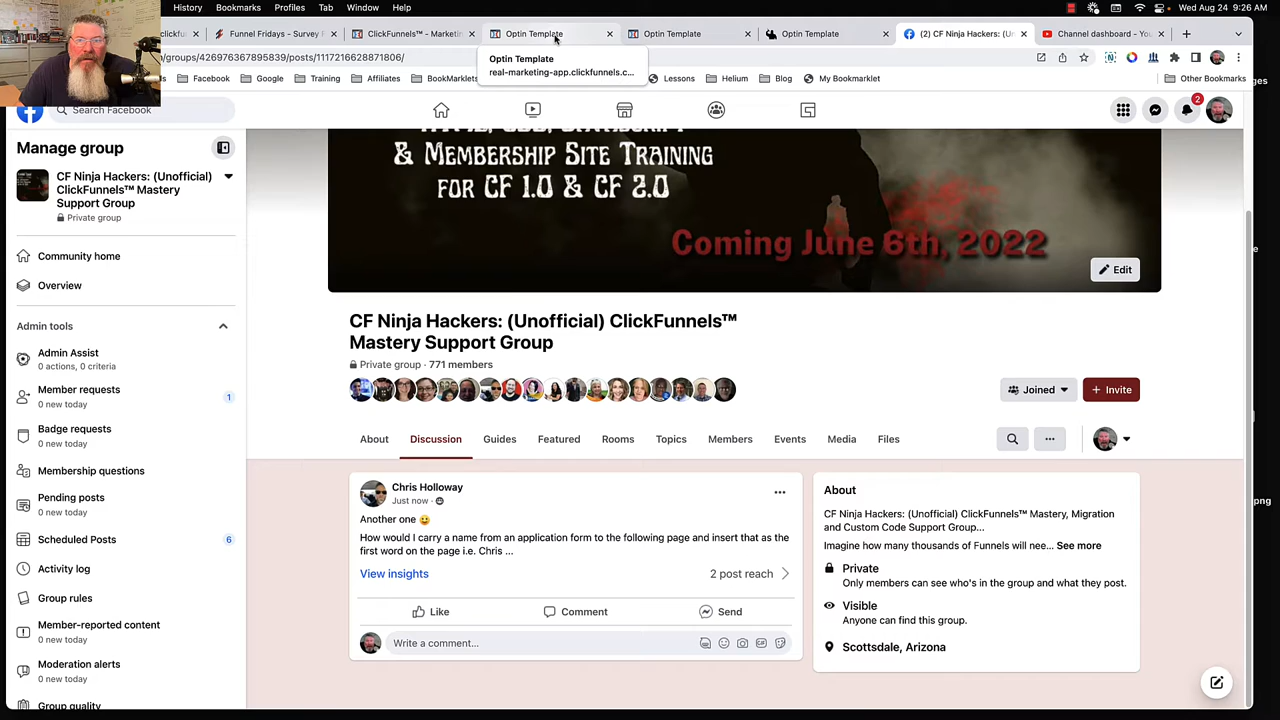 History Bookmarks Profiles Tab Window Help
Wed Aug 24 9:26 AM
clickfu
Funnel Fridays - Survey F
ClickFunnels™ - Marketin
Optin Template
Optin Template
Optin Template
(2) CF Ninja Hackers: (Un
Channel dashboard - You
/groups/426976367895839/posts/1117216628871806/
Optin Template
real-marketing-app.clickfunnels.c...
Facebook
Google
Training
Affiliates
BookMarklets
Lessons
Helium
Blog
My Bookmarklet
Other Bookmarks
Search Facebook
2
Manage group
CF Ninja Hackers: (Unofficial)
ClickFunnels™ Mastery
Support Group
Private group
Community home
Overview
Admin tools
Admin Assist
0 actions, 0 criteria
Member requests
0 new today
1
Badge requests
0 new today
Membership questions
Pending posts
0 new today
Scheduled Posts
6
Activity log
Group rules
Member-reported content
0 new today
Moderation alerts
0 new today
Group quality
& Membership Site Training
for CF 1.0 & CF 2.0
Coming June 6th, 2022
Edit
CF Ninja Hackers: (Unofficial) ClickFunnels™
Mastery Support Group
Private group · 771 members
Joined
+ Invite
About Discussion Guides Featured Rooms Topics Members Events Media Files
Chris Holloway
Just now ·
Another one 😀
How would I carry a name from an application form to the following page and insert that as the
first word on the page i.e. Chris ...
View insights
2 post reach
Like
Comment
Send
Write a comment...
About
CF Ninja Hackers: (Unofficial) ClickFunnels™ Mastery, Migration
and Custom Code Support Group...
Imagine how many thousands of Funnels will nee... See more
Private
Only members can see who's in the group and what they post.
Visible
Anyone can find this group.
Scottsdale, Arizona